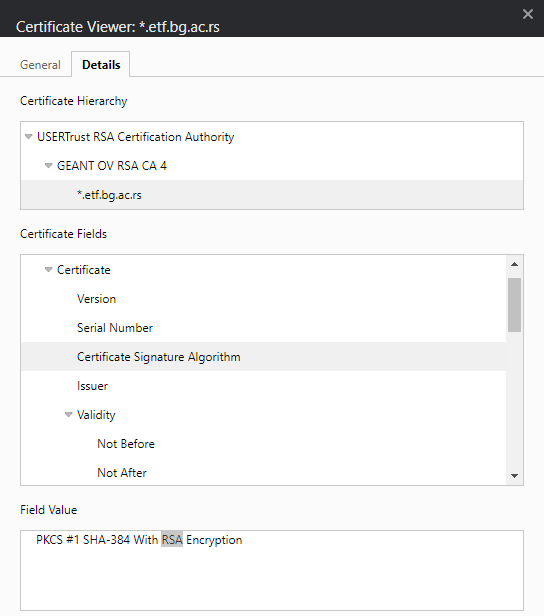 Certificate Viewer: *.etf.bg.ac.rs
General Details
Certificate Hierarchy
USERTrust RSA Certification Authority
GEANT OV RSA CA 4
*.etf.bg.ac.rs
Certificate Fields
Certificate
Version
Serial Number
Certificate Signature Algorithm
Issuer
Validity
Not Before
Not After
Field Value
PKCS #1 SHA-384 With RSA Encryption